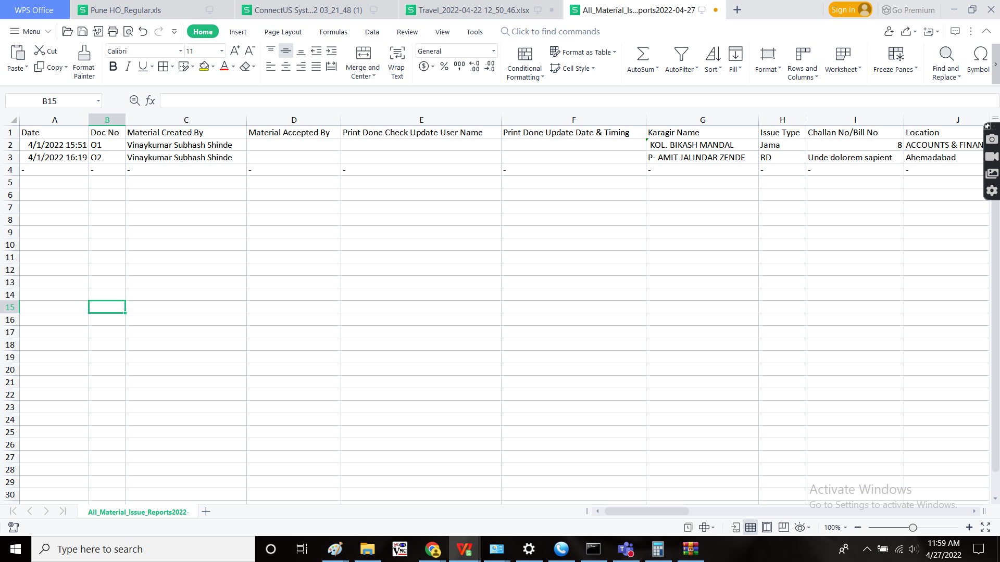 WPS Office Pune HO_Regular.xls ConnectUS Syst...2 03_21_48 (1) Travel_2022-04-22 12_50_46.xlsx All_Material_Is...ports2022-04-27 Sign in Go Premium
Menu Home Insert Page Layout Formulas Data Review View Tools Click to find commands
Cut Calibri 11 General Format as Table
Paste Copy Format Painter Merge and Center Wrap Text Conditional Formatting Cell Style AutoSum AutoFilter Sort Fill Format Rows and Columns Worksheet Freeze Panes Find and Replace Symbol
B15
A B C D E F G H I J
1 Date Doc No Material Created By Material Accepted By Print Done Check Update User Name Print Done Update Date & Timing Karagir Name Issue Type Challan No/Bill No Location
2 4/1/2022 15:51 O1 Vinaykumar Subhash Shinde KOL. BIKASH MANDAL Jama 8 ACCOUNTS & FINAN
3 4/1/2022 16:19 O2 Vinaykumar Subhash Shinde P- AMIT JALINDAR ZENDE RD Unde dolorem sapient Ahemadabad
4 - - - - - - - - - -
5
6
7
8
9
10
11
12
13
14
15
16
17
18
19
20
21
22
23
24
25
26
27
28
29
30
Activate Windows
Go to Settings to activate Windows.
All_Material_Issue_Reports2022-
100%
Type here to search
11:59 AM
4/27/2022